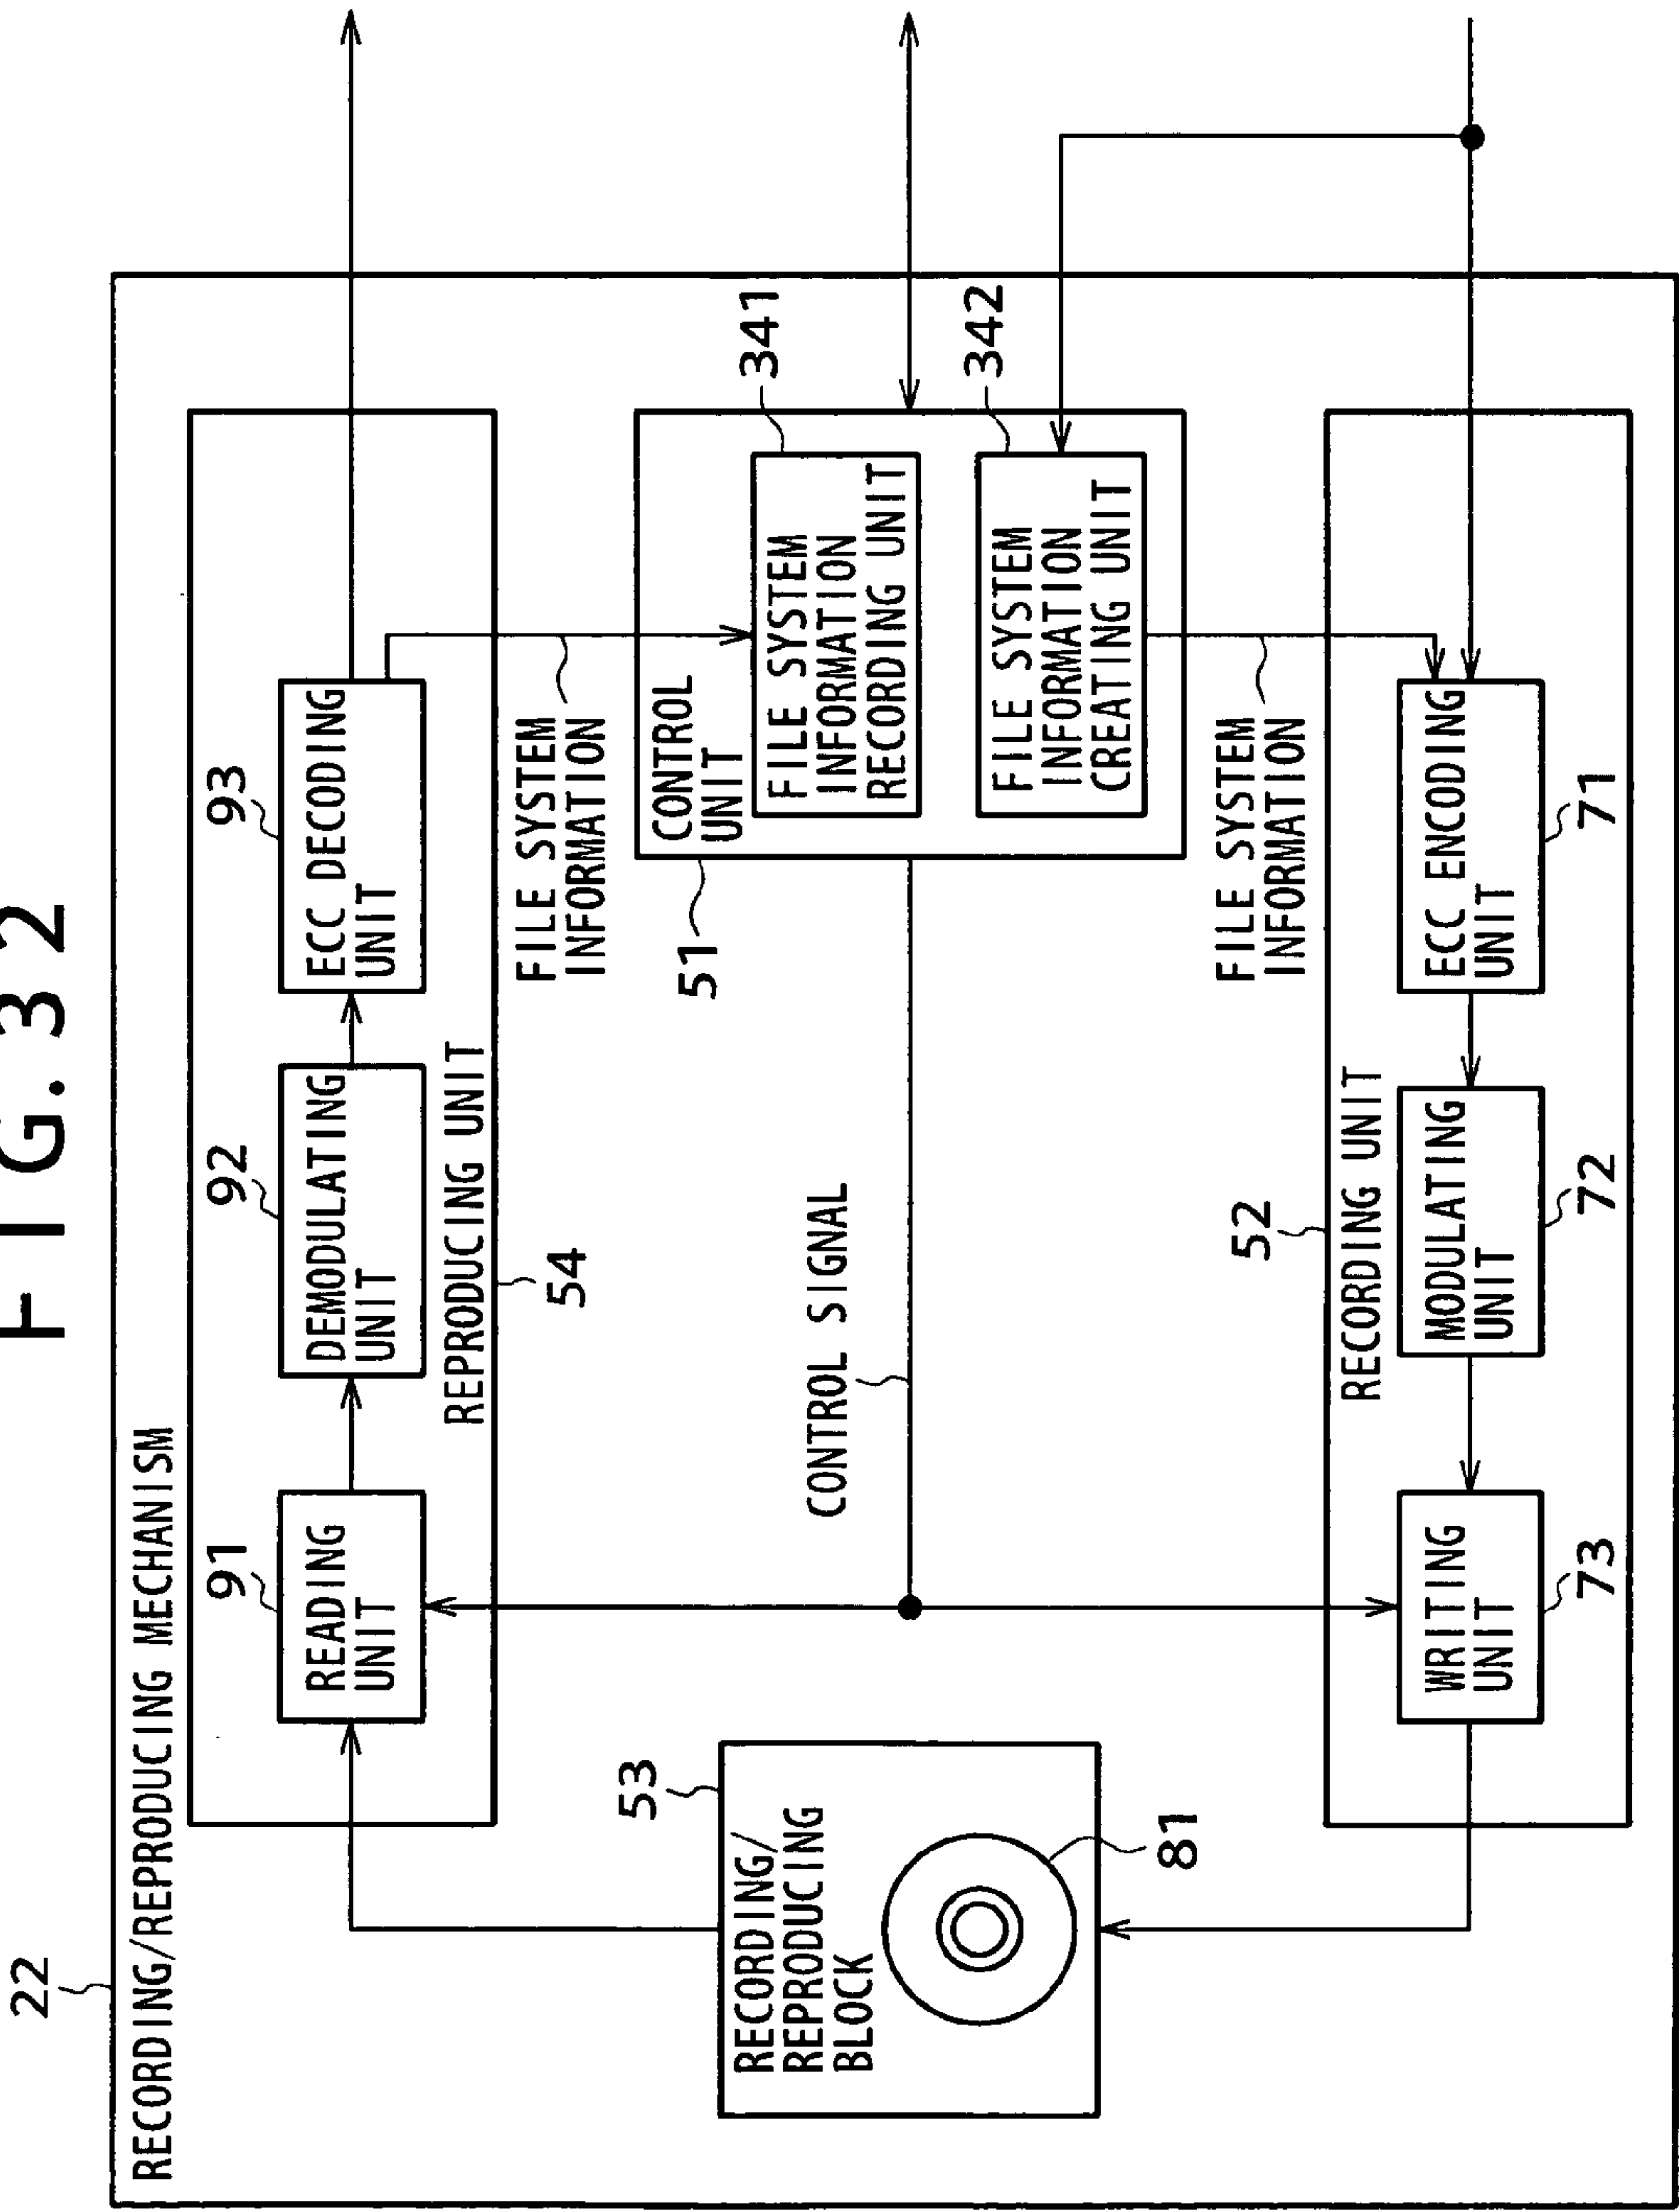 FIG. 32
22
RECORDING/REPRODUCING MECHANISM
91
READING
UNIT
92
DEMODULATING
UNIT
93
ECC DECODING
UNIT
REPRODUCING UNIT
54
FILE SYSTEM
INFORMATION
53
RECORDING/
REPRODUCING
BLOCK
81
CONTROL SIGNAL
51
CONTROL
UNIT
341
FILE SYSTEM
INFORMATION
RECORDING UNIT
342
FILE SYSTEM
INFORMATION
CREATING UNIT
FILE SYSTEM
INFORMATION
52
RECORDING UNIT
WRITING
UNIT
73
MODULATING
UNIT
72
ECC ENCODING
UNIT
71